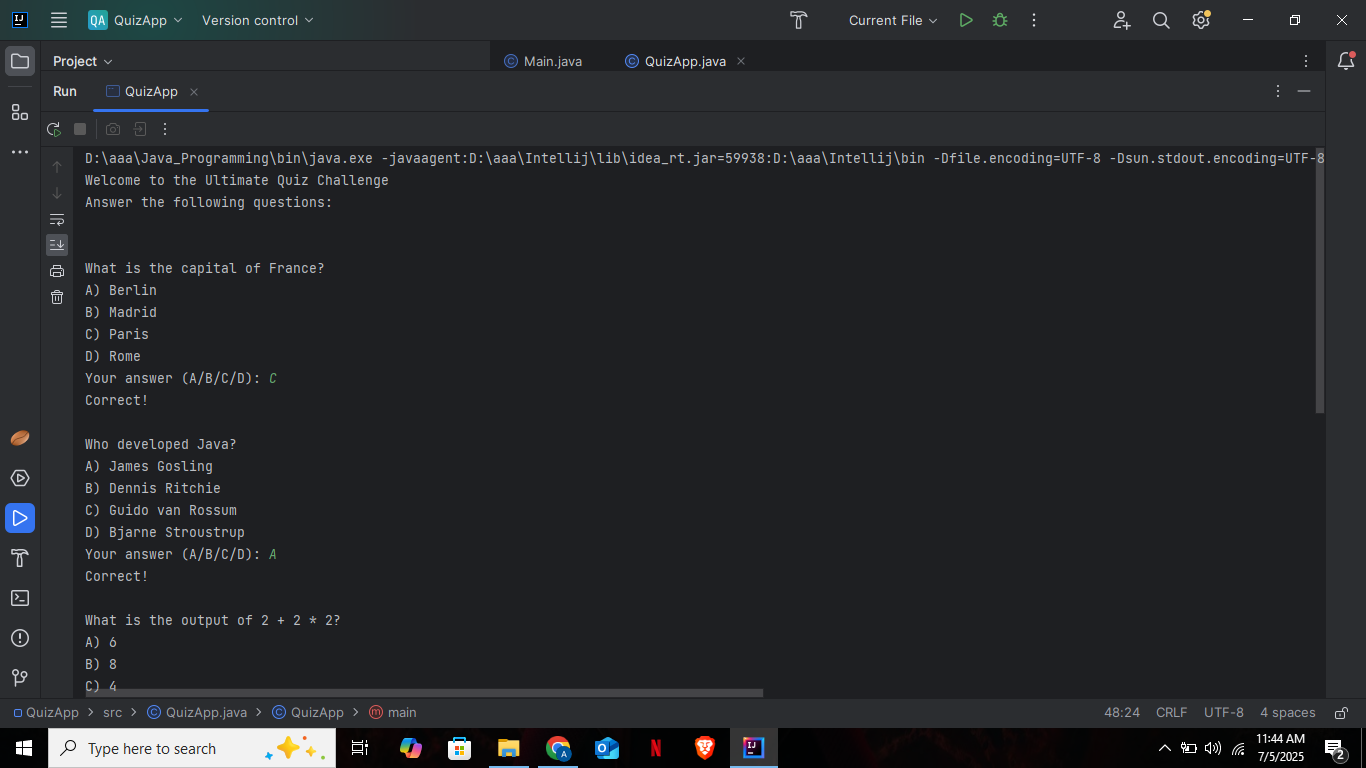 QA QuizApp Version control Current File
Project Main.java QuizApp.java
Run QuizApp
D:\aaa\Java_Programming\bin\java.exe -javaagent:D:\aaa\Intellij\lib\idea_rt.jar=59938:D:\aaa\Intellij\bin -Dfile.encoding=UTF-8 -Dsun.stdout.encoding=UTF-8
Welcome to the Ultimate Quiz Challenge
Answer the following questions:
What is the capital of France?
A) Berlin
B) Madrid
C) Paris
D) Rome
Your answer (A/B/C/D): C
Correct!
Who developed Java?
A) James Gosling
B) Dennis Ritchie
C) Guido van Rossum
D) Bjarne Stroustrup
Your answer (A/B/C/D): A
Correct!
What is the output of 2 + 2 * 2?
A) 6
B) 8
C) 4
QuizApp > src > QuizApp.java > QuizApp > main 48:24 CRLF UTF-8 4 spaces
Type here to search 11:44 AM
7/5/2025 2